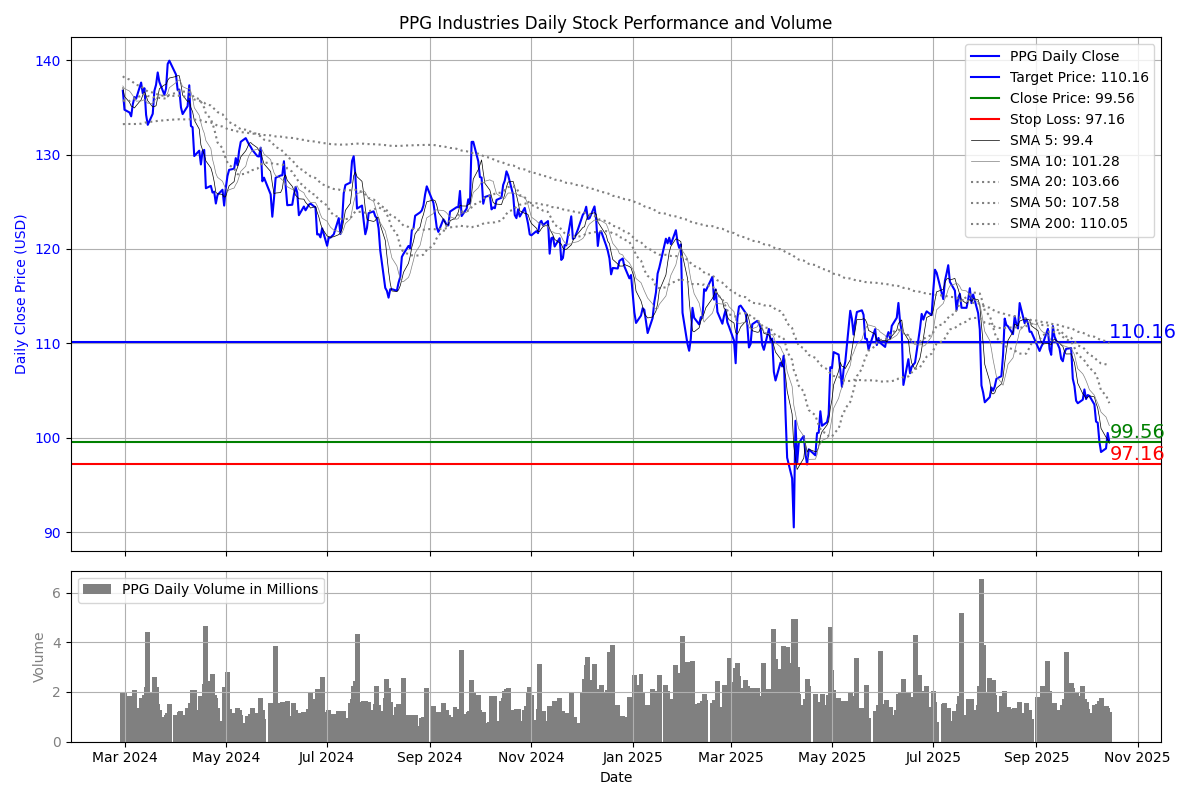 PPG Industries Daily Stock Performance and Volume
Daily Close Price (USD)
140
130
120
110
100
90
PPG Daily Close
Target Price: 110.16
Close Price: 99.56
Stop Loss: 97.16
SMA 5: 99.4
SMA 10: 101.28
SMA 20: 103.66
SMA 50: 107.58
SMA 200: 110.05
110.16
99.56
97.16
PPG Daily Volume in Millions
Volume
6
4
2
0
Mar 2024 May 2024 Jul 2024 Sep 2024 Nov 2024 Jan 2025 Mar 2025 May 2025 Jul 2025 Sep 2025 Nov 2025
Date